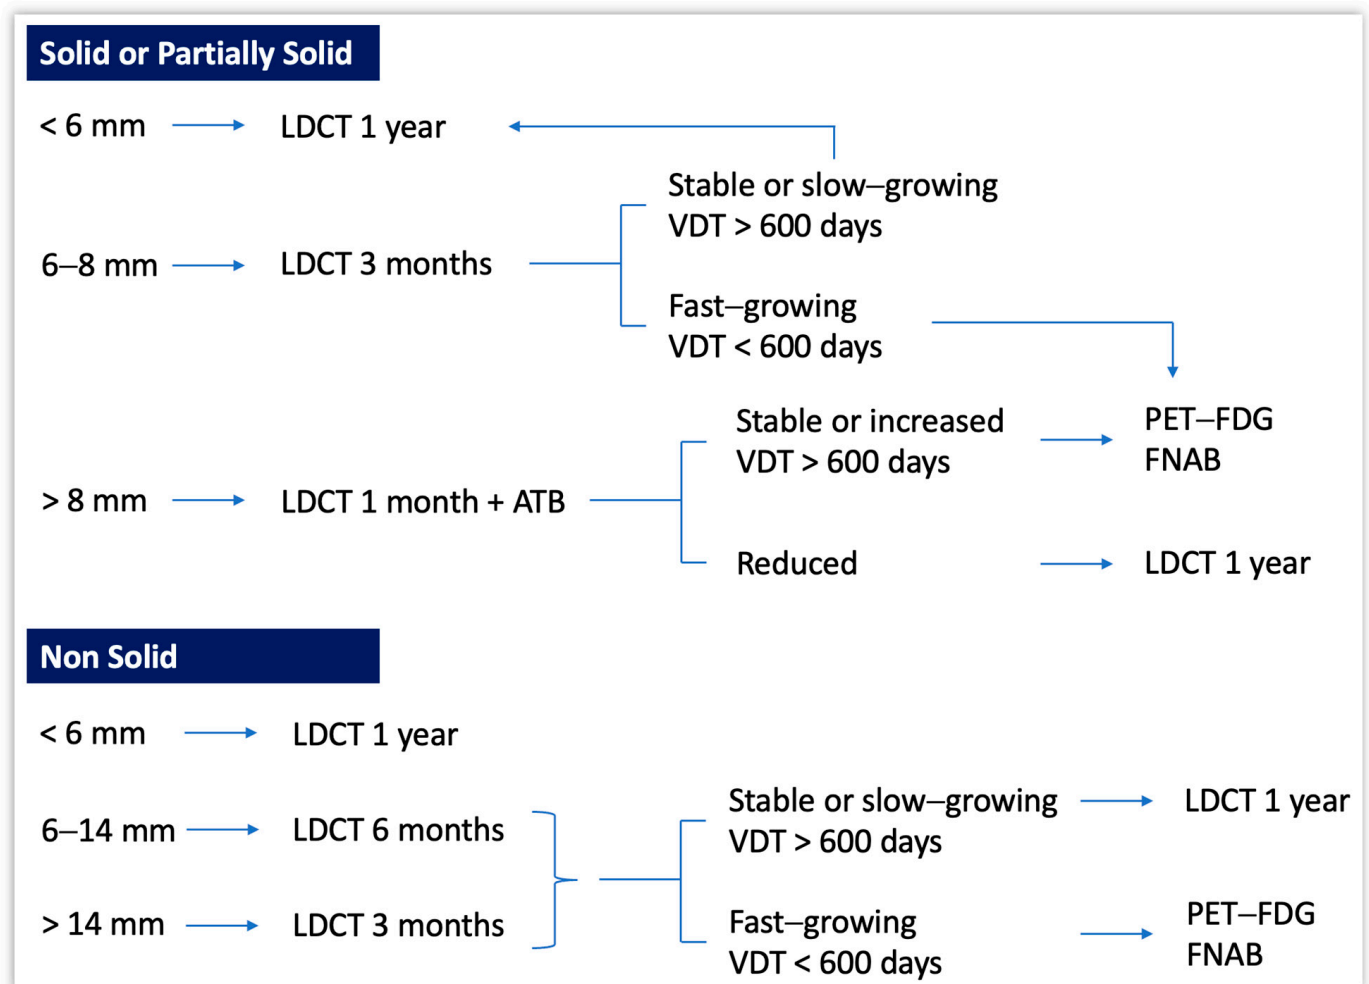 Solid or Partially Solid
< 6 mm
LDCT 1 year
Stable or slow–growing
VDT > 600 days
6–8 mm
LDCT 3 months
Fast–growing
VDT < 600 days
Stable or increased
VDT > 600 days
PET–FDG
FNAB
> 8 mm
LDCT 1 month + ATB
Reduced
LDCT 1 year
Non Solid
< 6 mm
LDCT 1 year
6–14 mm
LDCT 6 months
Stable or slow–growing
VDT > 600 days
LDCT 1 year
> 14 mm
LDCT 3 months
Fast–growing
VDT < 600 days
PET–FDG
FNAB